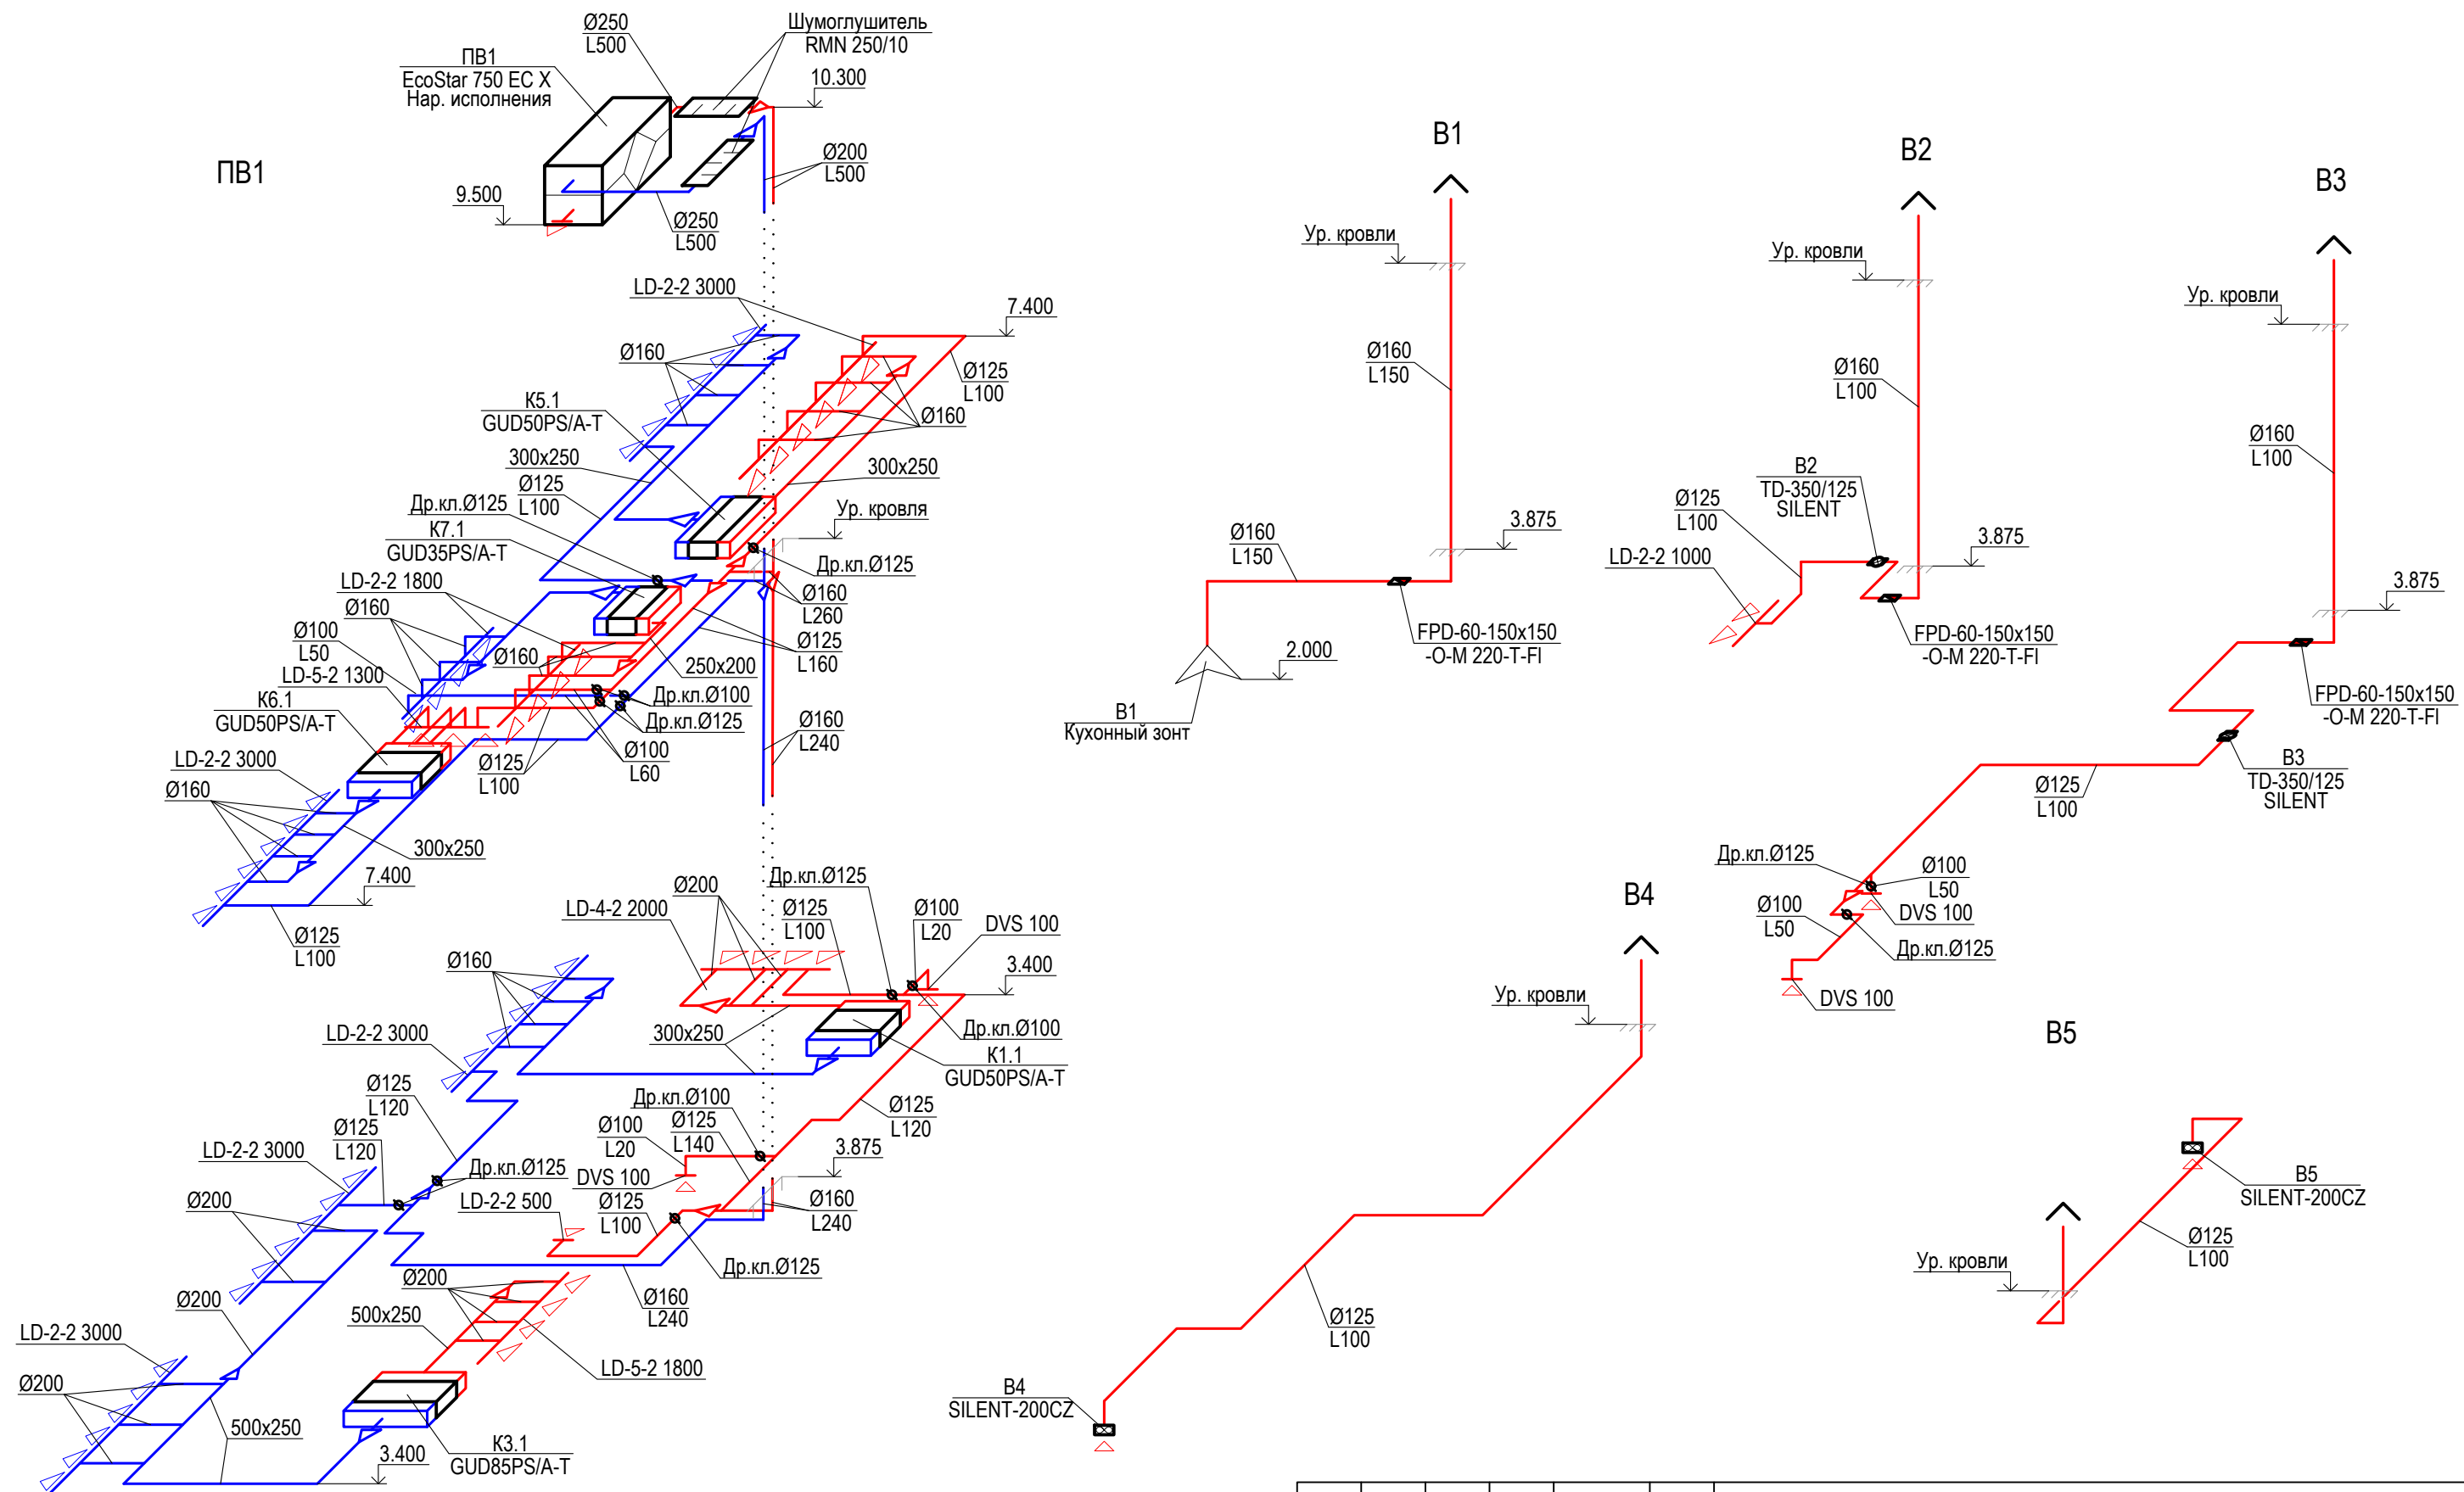 ПВ1
ПВ1
EcoStar 750 EC X
Нар. исполнения
Ø250
L500
Шумоглушитель
RMN 250/10
10.300
Ø200
L500
9.500
Ø250
L500
LD-2-2 3000
7.400
Ø160
Ø125
L100
K5.1
GUD50PS/A-T
Ø160
300x250
300x250
Ø125
L100
Др.кл.Ø125
Ур. кровля
K7.1
GUD35PS/A-T
Др.кл.Ø125
LD-2-2 1800
Ø160
Ø160
L260
Ø100
L50
Ø125
L160
Ø160
250x200
LD-5-2 1300
Др.кл.Ø100
K6.1
GUD50PS/A-T
Др.кл.Ø125
Ø160
L240
Ø100
L60
LD-2-2 3000
Ø125
L100
Ø160
300x250
7.400
Ø125
L100
Др.кл.Ø125
Ø200
LD-4-2 2000
Ø125
L100
Ø100
L20
DVS 100
3.400
Ø160
LD-2-2 3000
300x250
Др.кл.Ø100
K1.1
GUD50PS/A-T
Ø125
L120
Др.кл.Ø100
Ø125
L120
Ø125
L120
Ø100
L20
Ø125
L140
3.875
LD-2-2 3000
Др.кл.Ø125
DVS 100
LD-2-2 500
Ø125
L100
Ø160
L240
Ø200
Др.кл.Ø125
Ø200
Ø200
Ø160
L240
500x250
LD-2-2 3000
LD-5-2 1800
Ø200
500x250
K3.1
GUD85PS/A-T
3.400
В1
Ур. кровли
Ø160
L150
Ø160
L150
3.875
FPD-60-150x150
-O-M 220-T-FI
2.000
В1
Кухонный зонт
В2
Ур. кровли
Ø160
L100
В2
TD-350/125
SILENT
Ø125
L100
LD-2-2 1000
3.875
FPD-60-150x150
-O-M 220-T-FI
В3
Ур. кровли
Ø160
L100
3.875
FPD-60-150x150
-O-M 220-T-FI
В3
TD-350/125
SILENT
Ø125
L100
Др.кл.Ø125
Ø100
L50
DVS 100
Ø100
L50
Др.кл.Ø125
DVS 100
В4
Ур. кровли
Ø125
L100
В4
SILENT-200CZ
В5
В5
SILENT-200CZ
Ø125
L100
Ур. кровли